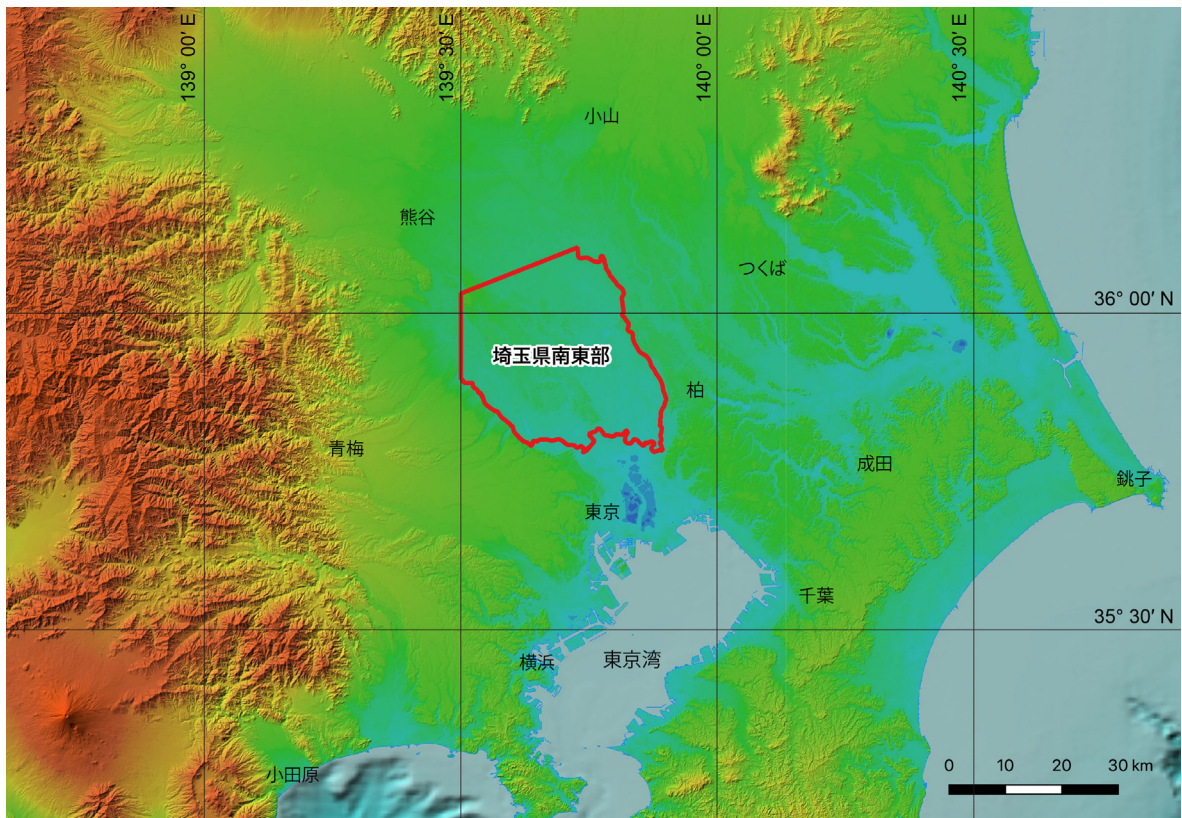 139° 00′ E
139° 30′ E
140° 00′ E
140° 30′ E
小山
熊谷
つくば
36° 00′ N
埼玉県南東部
柏
青梅
成田
銚子
東京
千葉
35° 30′ N
横浜
東京湾
小田原
0 10 20 30 km